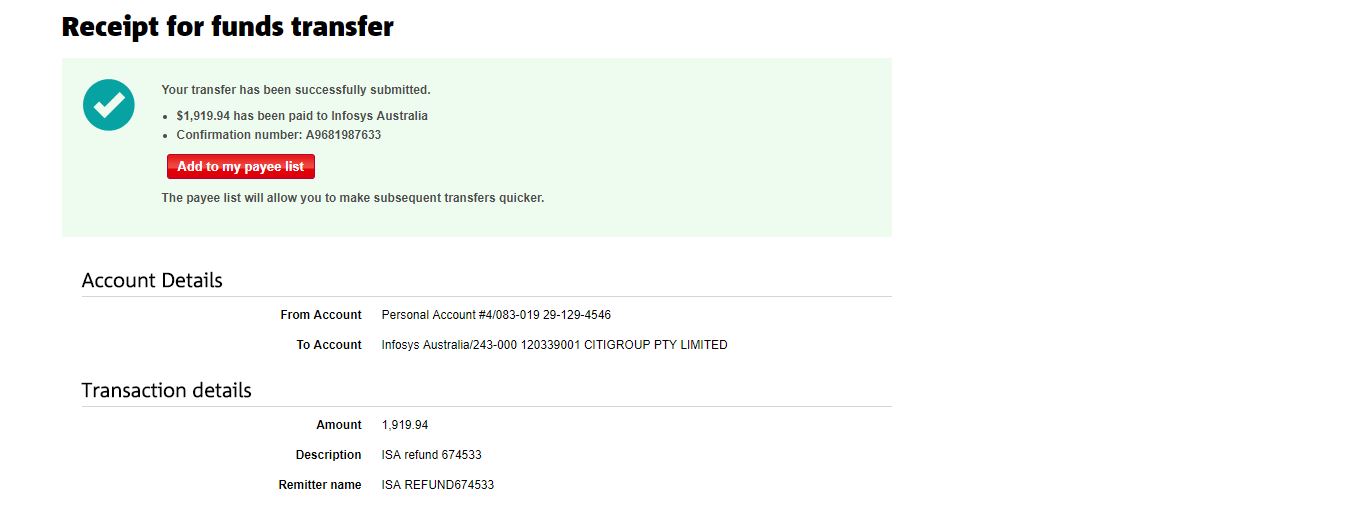 Receipt for funds transfer
Your transfer has been successfully submitted.
• $1,919.94 has been paid to Infosys Australia
• Confirmation number: A9681987633
Add to my payee list
The payee list will allow you to make subsequent transfers quicker.
Account Details
From Account Personal Account #4/083-019 29-129-4546
To Account Infosys Australia/243-000 120339001 CITIGROUP PTY LIMITED
Transaction details
Amount 1,919.94
Description ISA refund 674533
Remitter name ISA REFUND674533